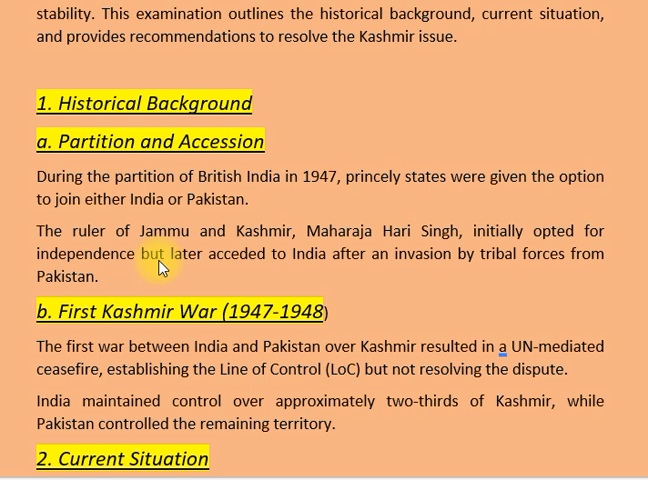 stability. This examination outlines the historical background, current situation,
and provides recommendations to resolve the Kashmir issue.
1. Historical Background
a. Partition and Accession
During the partition of British India in 1947, princely states were given the option
to join either India or Pakistan.
The ruler of Jammu and Kashmir, Maharaja Hari Singh, initially opted for
independence but later acceded to India after an invasion by tribal forces from
Pakistan.
b. First Kashmir War (1947-1948)
The first war between India and Pakistan over Kashmir resulted in a UN-mediated
ceasefire, establishing the Line of Control (LoC) but not resolving the dispute.
India maintained control over approximately two-thirds of Kashmir, while
Pakistan controlled the remaining territory.
2. Current Situation